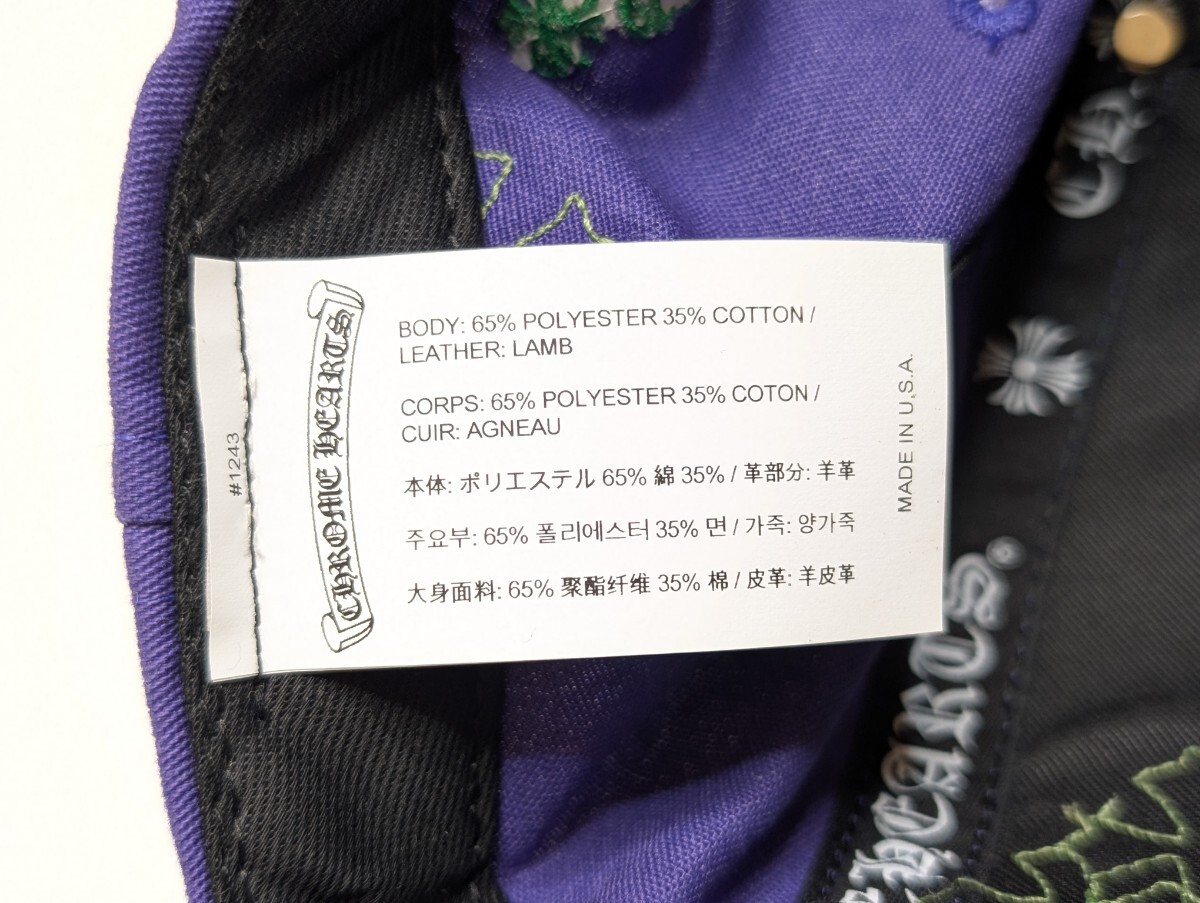 #1243
CHROME HEARTS
BODY: 65% POLYESTER 35% COTTON /
LEATHER: LAMB
CORPS: 65% POLYESTER 35% COTON /
CUIR: AGNEAU
本体: ポリエステル 65% 綿 35% / 革部分: 羊革
주요부: 65% 폴리에스터 35% 면 / 가죽: 양가죽
大身面料: 65% 聚酯纤维 35% 棉 / 皮革: 羊皮革
MADE IN U.S.A.
HEARTS®